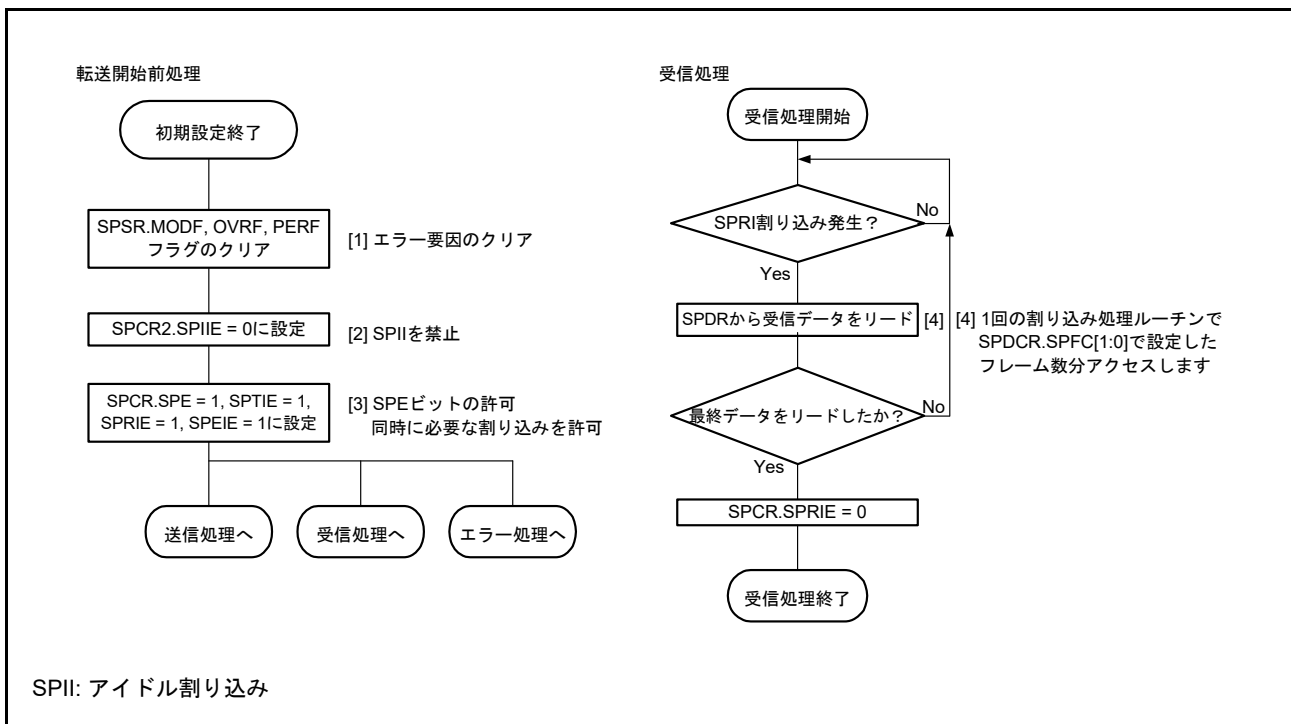 転送開始前処理
初期設定終了
SPSR.MODF, OVRF, PERF
フラグのクリア
[1] エラー要因のクリア
SPCR2.SPIIE = 0に設定
[2] SPIIを禁止
SPCR.SPE = 1, SPTIE = 1,
SPRIE = 1, SPEIE = 1に設定
[3] SPEビットの許可
同時に必要な割り込みを許可
送信処理へ
受信処理へ
エラー処理へ
受信処理
受信処理開始
SPRI割り込み発生？
No
Yes
SPDRから受信データをリード
[4]
[4] 1回の割り込み処理ルーチンで
SPDCR.SPFC[1:0]で設定した
フレーム数分アクセスします
最終データをリードしたか？
No
Yes
SPCR.SPRIE = 0
受信処理終了
SPII: アイドル割り込み